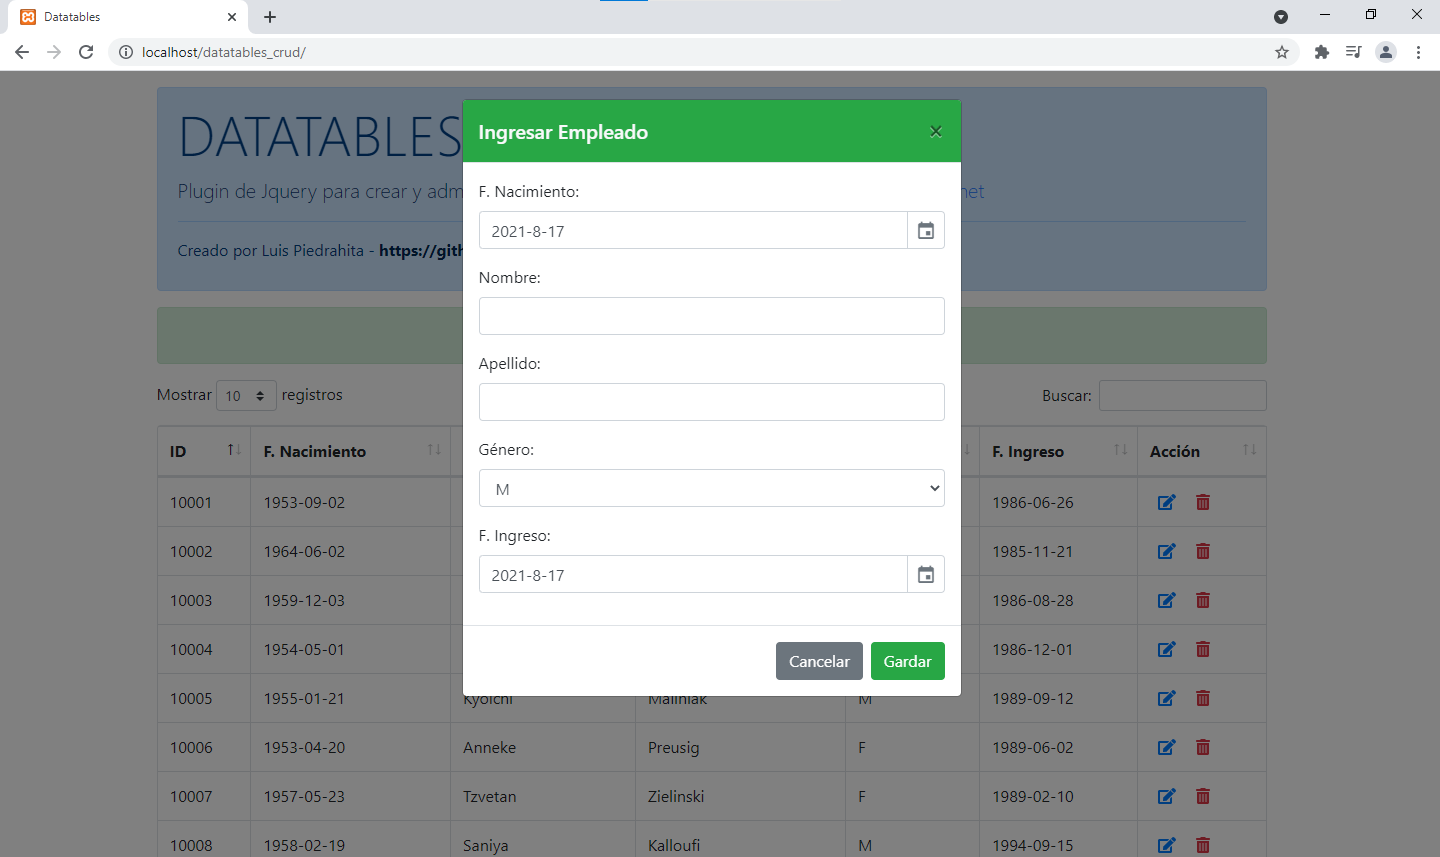 Datatables
localhost/datatables_crud/
DATATABLES
Plugin de Jquery para crear y adm
net
Creado por Luis Piedrahita - https://gith
Ingresar Empleado
F. Nacimiento:
2021-8-17
Nombre:
Apellido:
Género:
M
F. Ingreso:
2021-8-17
Cancelar Gardar
Mostrar 10 registros Buscar:
ID F. Nacimiento F. Ingreso Acción
10001 1953-09-02 1986-06-26
10002 1964-06-02 1985-11-21
10003 1959-12-03 1986-08-28
10004 1954-05-01 1986-12-01
10005 1955-01-21 Kyoichi Maliniak M 1989-09-12
10006 1953-04-20 Anneke Preusig F 1989-06-02
10007 1957-05-23 Tzvetan Zielinski F 1989-02-10
10008 1958-02-19 Saniya Kalloufi M 1994-09-15